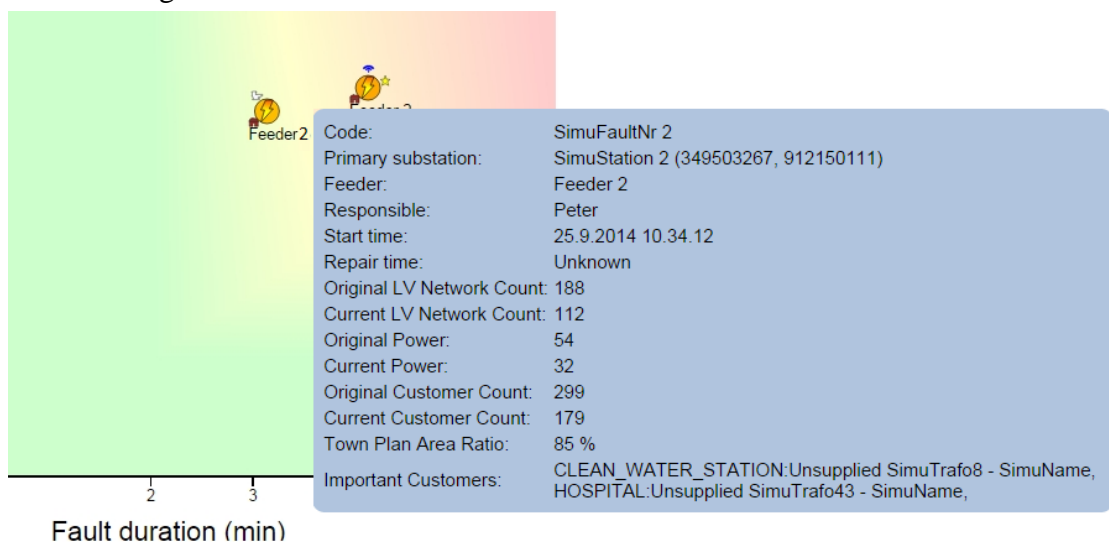 Feeder2
Feeder 2
Code: SimuFaultNr 2
Primary substation: SimuStation 2 (349503267, 912150111)
Feeder: Feeder 2
Responsible: Peter
Start time: 25.9.2014 10.34.12
Repair time: Unknown
Original LV Network Count: 188
Current LV Network Count: 112
Original Power: 54
Current Power: 32
Original Customer Count: 299
Current Customer Count: 179
Town Plan Area Ratio: 85 %
Important Customers: CLEAN_WATER_STATION:Unsupplied SimuTrafo8 - SimuName,
HOSPITAL:Unsupplied SimuTrafo43 - SimuName,
2 3
Fault duration (min)